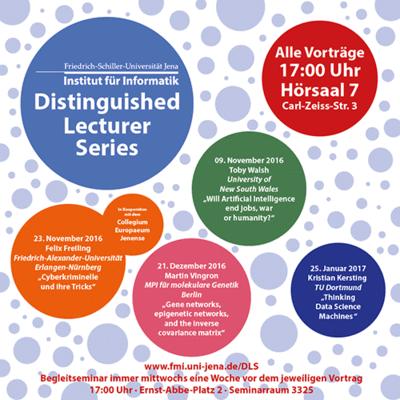 Friedrich-Schiller-Universität Jena
Institut für Informatik
Distinguished
Lecturer
Series
Alle Vorträge
17:00 Uhr
Hörsaal 7
Carl-Zeiss-Str. 3
09. November 2016
Toby Walsh
University of
New South Wales
„Will Artificial Intelligence
end jobs, war
or humanity?“
In Kooperation
mit dem
Collegium
Europaeum
Jenense
23. November 2016
Felix Freiling
Friedrich-Alexander-Universität
Erlangen-Nürnberg
„Cyberkriminelle
und ihre Tricks“
21. Dezember 2016
Martin Vingron
MPI für molekulare Genetik
Berlin
„Gene networks,
epigenetic networks,
and the inverse
covariance matrix“
25. Januar 2017
Kristian Kersting
TU Dortmund
„Thinking
Data Science
Machines“
www.fmi.uni-jena.de/DLS
Begleitseminar immer mittwochs eine Woche vor dem jeweiligen Vortrag
17:00 Uhr · Ernst-Abbe-Platz 2 · Seminarraum 3325